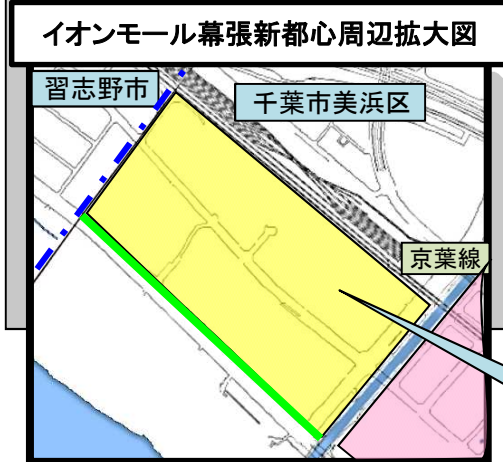 イオンモール幕張新都心周辺拡大図
習志野市
千葉市美浜区
京葉線